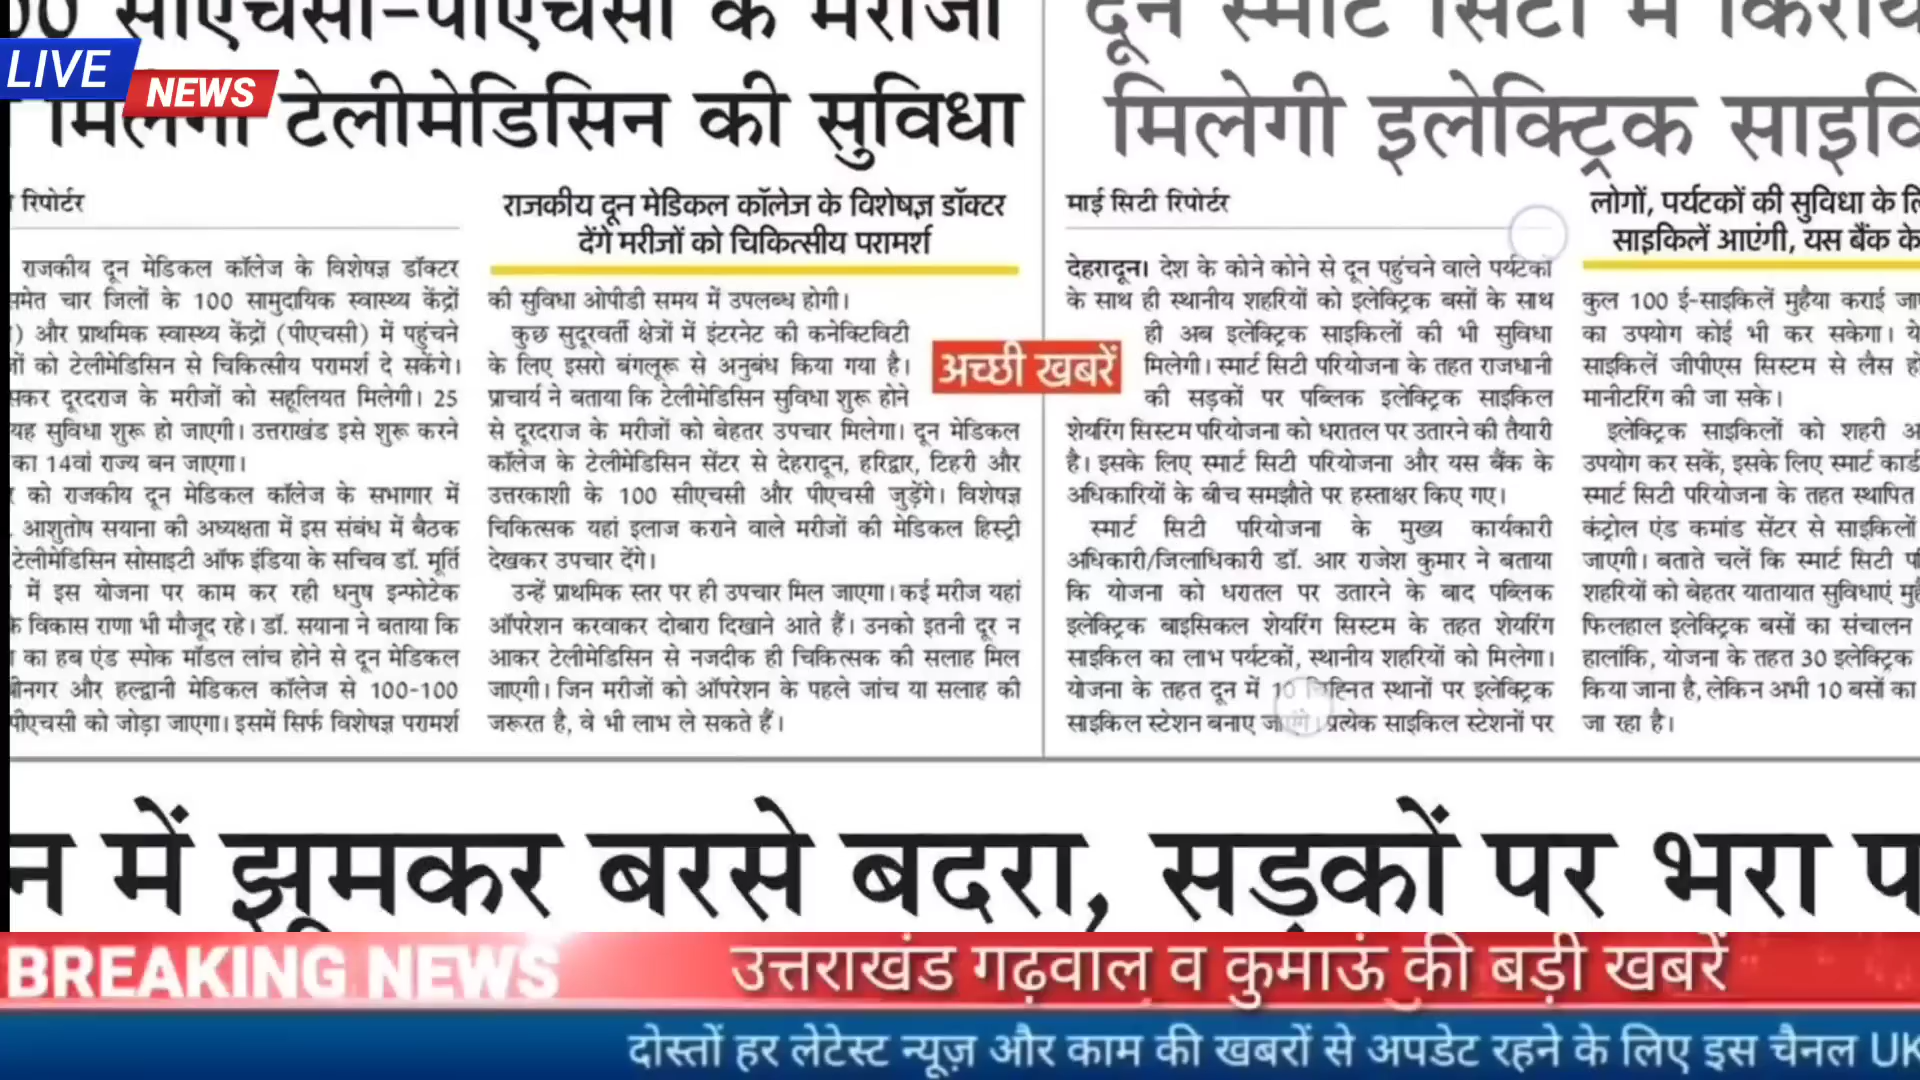 00 सीएचसी-पीएचसी के मरीजों
मिलेगी टेलीमेडिसिन की सुविधा
LIVE
NEWS
रिपोर्टर
राजकीय दून मेडिकल कॉलेज के विशेषज्ञ डॉक्टर
समेत चार जिलों के 100 सामुदायिक स्वास्थ्य केंद्रों
) और प्राथमिक स्वास्थ्य केंद्रों (पीएचसी) में पहुंचने
को टेलीमेडिसिन से चिकित्सीय परामर्श दे सकेंगे।
दूरदराज के मरीजों को सहूलियत मिलेगी। 25
यह सुविधा शुरू हो जाएगी। उत्तराखंड इसे शुरू करने
का 14वां राज्य बन जाएगा।
को राजकीय दून मेडिकल कॉलेज के सभागार में
आशुतोष सयाना की अध्यक्षता में इस संबंध में बैठक
टेलीमेडिसिन सोसाइटी ऑफ इंडिया के सचिव डॉ. मूर्ति
में इस योजना पर काम कर रही धनुष इन्फोटेक
के विकास राणा भी मौजूद रहे। डॉ. सयाना ने बताया कि
का हब एंड स्पोक मॉडल लांच होने से दून मेडिकल
और हल्द्वानी मेडिकल कॉलेज से 100-100
पीएचसी को जोड़ा जाएगा। इसमें सिर्फ विशेषज्ञ परामर्श
राजकीय दून मेडिकल कॉलेज के विशेषज्ञ डॉक्टर
देंगे मरीजों को चिकित्सीय परामर्श
की सुविधा ओपीडी समय में उपलब्ध होगी।
कुछ सुदूरवर्ती क्षेत्रों में इंटरनेट की कनेक्टिविटी
के लिए इसरो बंगलूरू से अनुबंध किया गया है।
प्राचार्य ने बताया कि टेलीमेडिसिन सुविधा शुरू होने
से दूरदराज के मरीजों को बेहतर उपचार मिलेगा। दून मेडिकल
कॉलेज के टेलीमेडिसिन सेंटर से देहरादून, हरिद्वार, टिहरी और
उत्तरकाशी के 100 सीएचसी और पीएचसी जुड़ेंगे। विशेषज्ञ
चिकित्सक यहां इलाज कराने वाले मरीजों की मेडिकल हिस्ट्री
देखकर उपचार देंगे।
उन्हें प्राथमिक स्तर पर ही उपचार मिल जाएगा। कई मरीज यहां
ऑपरेशन करवाकर दोबारा दिखाने आते हैं। उनको इतनी दूर न
आकर टेलीमेडिसिन से नजदीक ही चिकित्सक की सलाह मिल
जाएगी। जिन मरीजों को ऑपरेशन के पहले जांच या सलाह की
जरूरत है, वे भी लाभ ले सकते हैं।
अच्छी खबरें
दून स्मार्ट सिटी में
मिलेगी इलेक्ट्रिक
माई सिटी रिपोर्टर
देहरादून। देश के कोने कोने से दून पहुंचने वाले पर्यटकों
के साथ ही स्थानीय शहरियों को इलेक्ट्रिक बसों के साथ
ही अब इलेक्ट्रिक साइकिलों की भी सुविधा
मिलेगी। स्मार्ट सिटी परियोजना के तहत राजधानी
की सड़कों पर पब्लिक इलेक्ट्रिक साइकिल
शेयरिंग सिस्टम परियोजना को धरातल पर उतारने की तैयारी
है। इसके लिए स्मार्ट सिटी परियोजना और यस बैंक के
अधिकारियों के बीच समझौते पर हस्ताक्षर किए गए।
स्मार्ट सिटी परियोजना के मुख्य कार्यकारी
अधिकारी/जिलाधिकारी डॉ. आर राजेश कुमार ने बताया
कि योजना को धरातल पर उतारने के बाद पब्लिक
इलेक्ट्रिक बाइसिकल शेयरिंग सिस्टम के तहत शेयरिंग
साइकिल का लाभ पर्यटकों, स्थानीय शहरियों को मिलेगा।
योजना के तहत दून में 10 चिह्नित स्थानों पर इलेक्ट्रिक
साइकिल स्टेशन बनाए जाएंगे। प्रत्येक साइकिल स्टेशनों पर
लोगों, पर्यटकों की सुविधा के
साइकिलें आएंगी, यस बैंक के
कुल 100 ई-साइकिलें मुहैया कराई
का उपयोग कोई भी कर सकेगा।
साइकिलें जीपीएस सिस्टम से लैस
मानीटरिंग की जा सके।
इलेक्ट्रिक साइकिलों को शहरी
उपयोग कर सकें, इसके लिए स्मार्ट कार्ड
स्मार्ट सिटी परियोजना के तहत स्थापित
कंट्रोल एंड कमांड सेंटर से साइकिलों
जाएगी। बताते चलें कि स्मार्ट सिटी
शहरियों को बेहतर यातायात सुविधाएं
फिलहाल इलेक्ट्रिक बसों का संचालन
हालांकि, योजना के तहत 30 इलेक्ट्रिक
किया जाना है, लेकिन अभी 10 बसों का
जा रहा है।
न में झूमकर बरसे बदरा, सड़कों पर भरा
BREAKING NEWS
उत्तराखंड गढ़वाल व कुमाऊं की बड़ी खबरें
दोस्तों हर लेटेस्ट न्यूज़ और काम की खबरों से अपडेट रहने के लिए इस चैनल UK